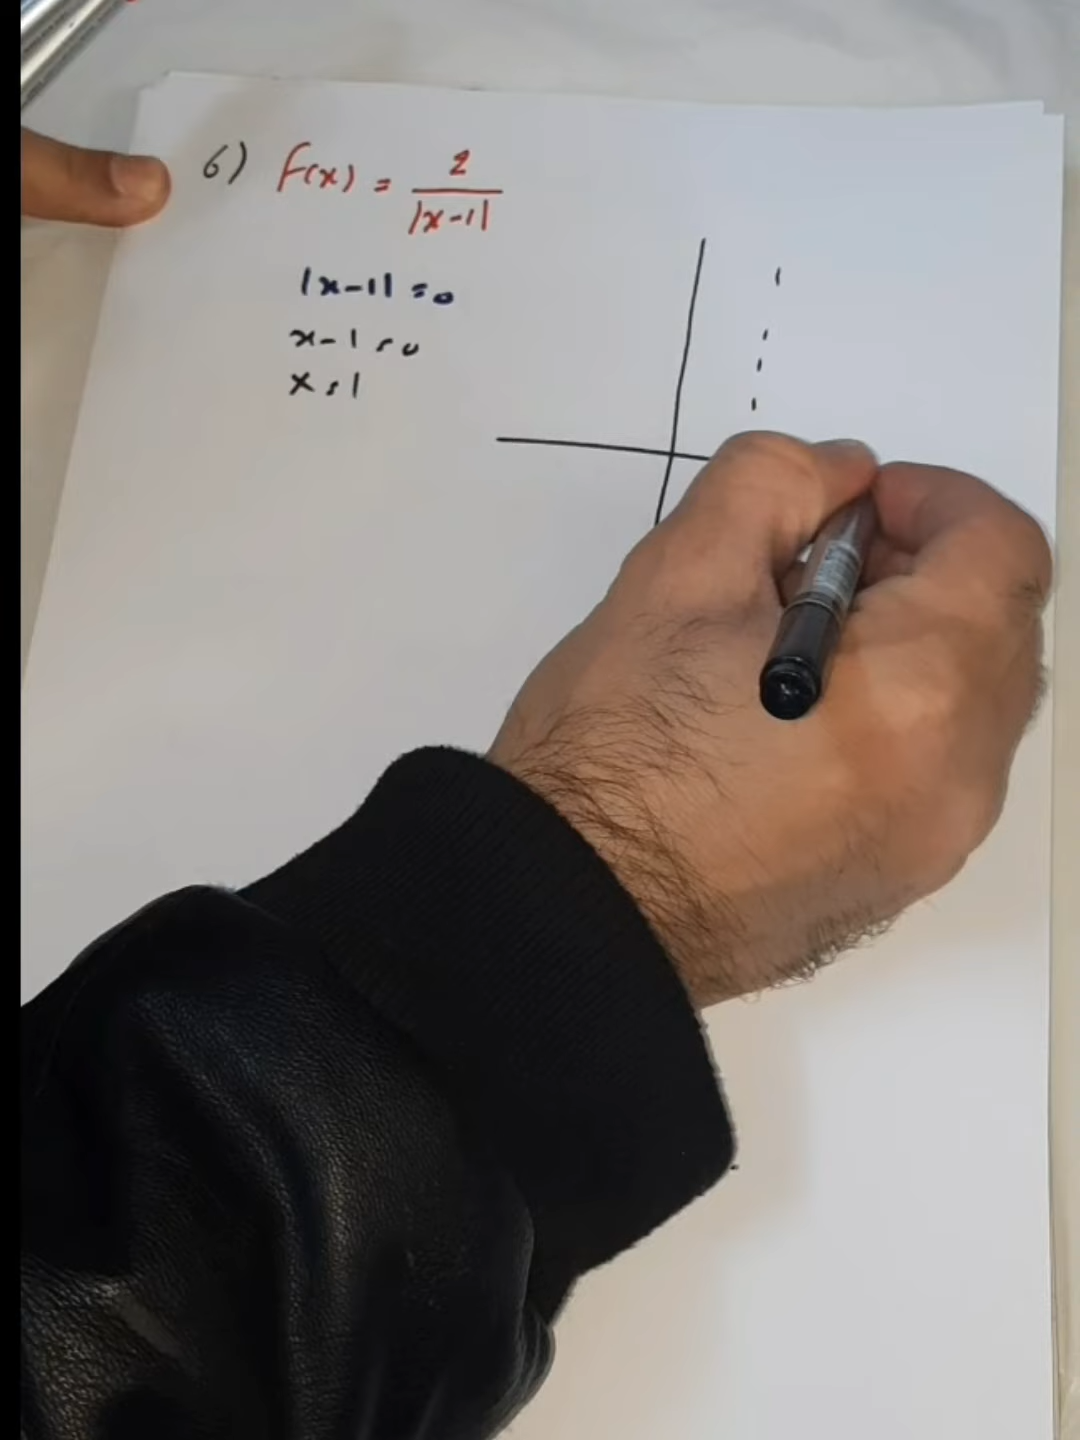 6) F(x) = 2/|x-1|
|x-1| = 0
x-1 = 0
x = 1